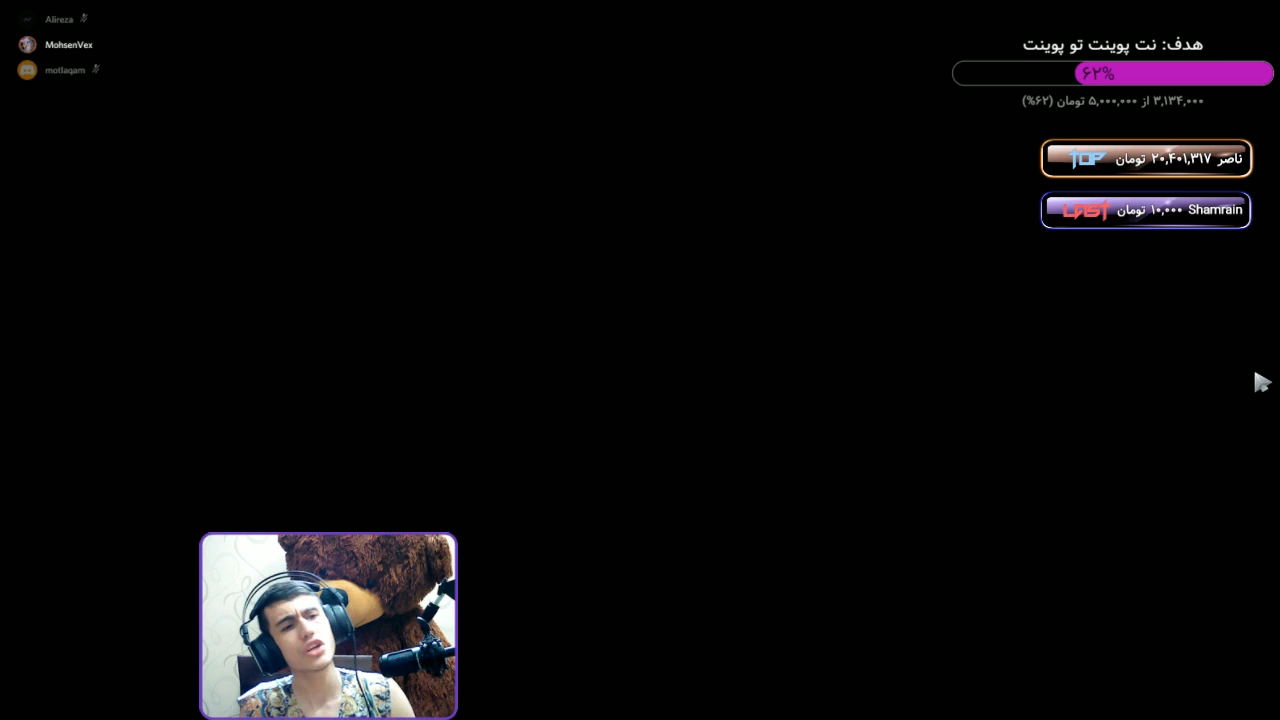 Alireza
MohsenVex
motlaqam
هدف: نت پوینت تو پوینت
۶۲%
۳,۱۳۴,۰۰۰ از ۵,۰۰۰,۰۰۰ تومان (۶۲%)
ناصر ۲۰,۴۰۱,۳۱۷ تومان TOP
Shamrain ۱۰,۰۰۰ تومان LAST